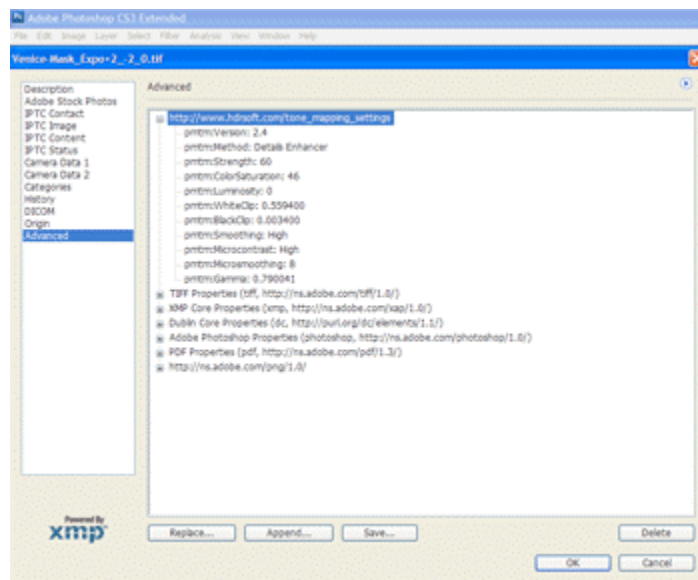 Adobe Photoshop CS3 Extended
File Edit Image Layer Select Filter Analysis View Window Help
Venice-Mask_Expo+2_-2_0.tif
Description
Adobe Stock Photos
IPTC Contact
IPTC Image
IPTC Content
IPTC Status
Camera Data 1
Camera Data 2
Categories
History
DICOM
Origin
Advanced
Advanced
http://www.hdrsoft.com/tone_mapping_settings
pmtm:Version: 2.4
pmtm:Method: Details Enhancer
pmtm:Strength: 60
pmtm:ColorSaturation: 46
pmtm:Luminosity: 0
pmtm:WhiteClip: 0.559400
pmtm:BlackClip: 0.003400
pmtm:Smoothing: High
pmtm:Microcontrast: High
pmtm:Microsmoothing: 8
pmtm:Gamma: 0.790041
TIFF Properties (tiff, http://ns.adobe.com/tiff/1.0/)
XMP Core Properties (xmp, http://ns.adobe.com/xap/1.0/)
Dublin Core Properties (dc, http://purl.org/dc/elements/1.1/)
Adobe Photoshop Properties (photoshop, http://ns.adobe.com/photoshop/1.0/)
PDF Properties (pdf, http://ns.adobe.com/pdf/1.3/)
http://ns.adobe.com/png/1.0/
Powered By
xmp
Replace... Append... Save... Delete
OK Cancel